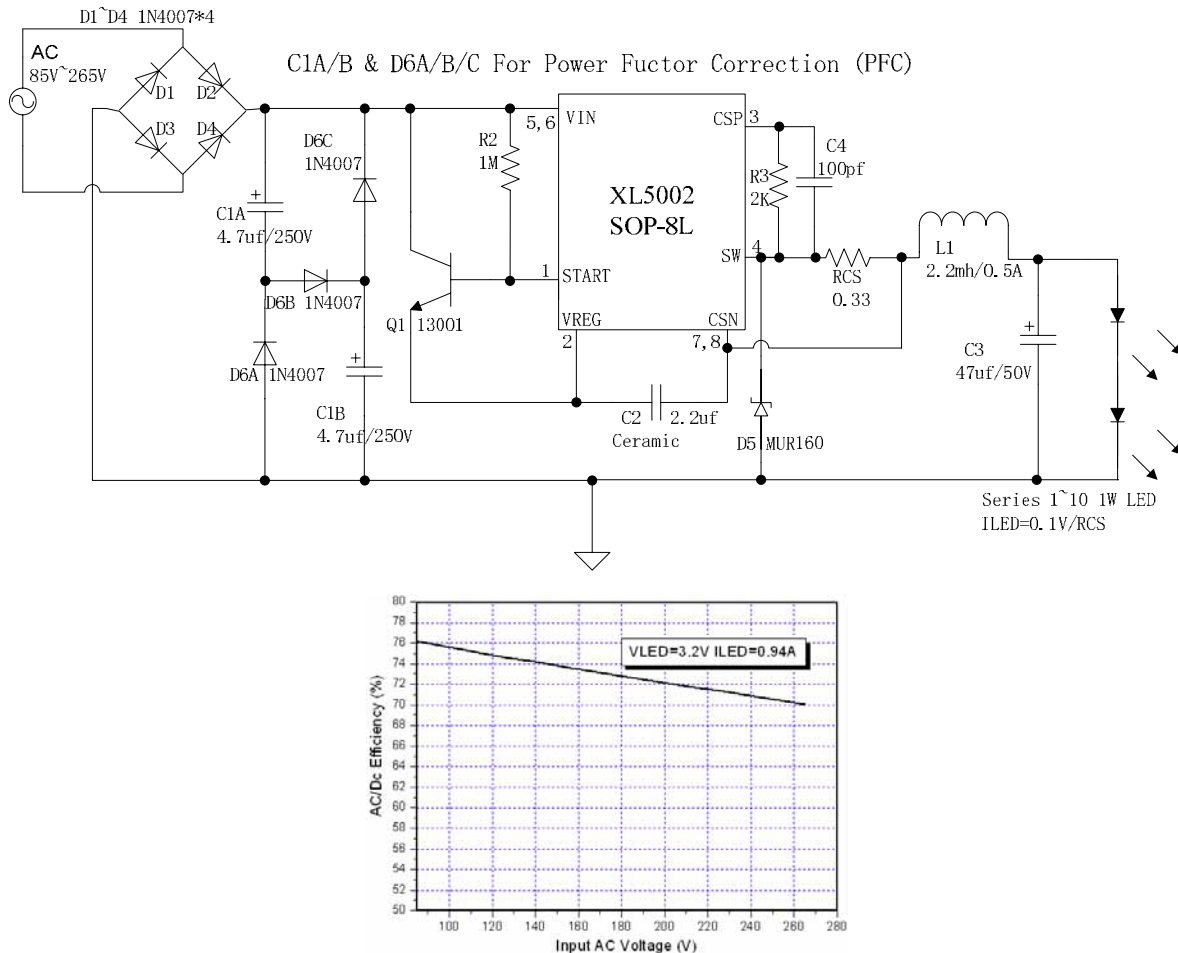 D1~D4 1N4007*4
AC
85V~265V
D1
D2
D3
D4
C1A/B & D6A/B/C For Power Fuctor Correction (PFC)
D6C
1N4007
R2
1M
5,6
VIN
CSP
3
C4
100pf
R3
2K
XL5002
SOP-8L
+
C1A
4.7uf/250V
SW
4
L1
2.2mh/0.5A
1
START
RCS
0.33
D6B 1N4007
Q1 13001
VREG
2
CSN
7,8
+
C3
47uf/50V
D6A 1N4007
+
C1B
4.7uf/250V
C2
2.2uf
Ceramic
D5 MUR160
Series 1~10 1W LED
ILED=0.1V/RCS
80
78
76
74
72
70
68
66
64
62
60
58
56
54
52
50
AC/Dc Efficiency (%)
VLED=3.2V ILED=0.94A
100 120 140 160 180 200 220 240 260 280
Input AC Voltage (V)